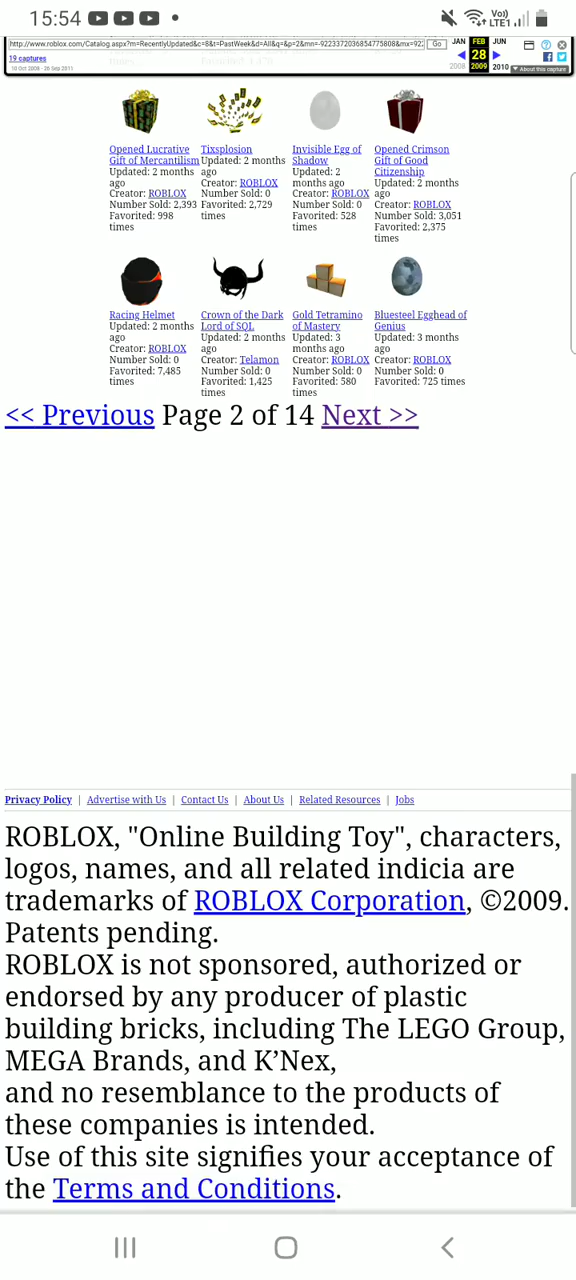 15:54
Vo)) LTE1
http://www.roblox.com/Catalog.aspx?m=RecentlyUpdated&c=8&t=PastWeek&d=All&q=&p=2&mn=-9223372036854775808&mx=922 Go
JAN FEB JUN
19 captures
28
10 Oct 2008 - 26 Sep 2011
2008 2009 2010
About this capture
Opened Lucrative Gift of Mercantilism
Updated: 2 months ago
Creator: ROBLOX
Number Sold: 2,393
Favorited: 998 times
Tixsplosion
Updated: 2 months ago
Creator: ROBLOX
Number Sold: 0
Favorited: 2,729 times
Invisible Egg of Shadow
Updated: 2 months ago
Creator: ROBLOX
Number Sold: 0
Favorited: 528 times
Opened Crimson Gift of Good Citizenship
Updated: 2 months ago
Creator: ROBLOX
Number Sold: 3,051
Favorited: 2,375 times
Racing Helmet
Updated: 2 months ago
Creator: ROBLOX
Number Sold: 0
Favorited: 7,485 times
Crown of the Dark Lord of SQL
Updated: 2 months ago
Creator: Telamon
Number Sold: 0
Favorited: 1,425 times
Gold Tetramino of Mastery
Updated: 3 months ago
Creator: ROBLOX
Number Sold: 0
Favorited: 580 times
Bluesteel Egghead of Genius
Updated: 3 months ago
Creator: ROBLOX
Number Sold: 0
Favorited: 725 times
<< Previous Page 2 of 14 Next >>
Privacy Policy | Advertise with Us | Contact Us | About Us | Related Resources | Jobs
ROBLOX, "Online Building Toy", characters,
logos, names, and all related indicia are
trademarks of ROBLOX Corporation, ©2009.
Patents pending.
ROBLOX is not sponsored, authorized or
endorsed by any producer of plastic
building bricks, including The LEGO Group,
MEGA Brands, and K’Nex,
and no resemblance to the products of
these companies is intended.
Use of this site signifies your acceptance of
the Terms and Conditions.